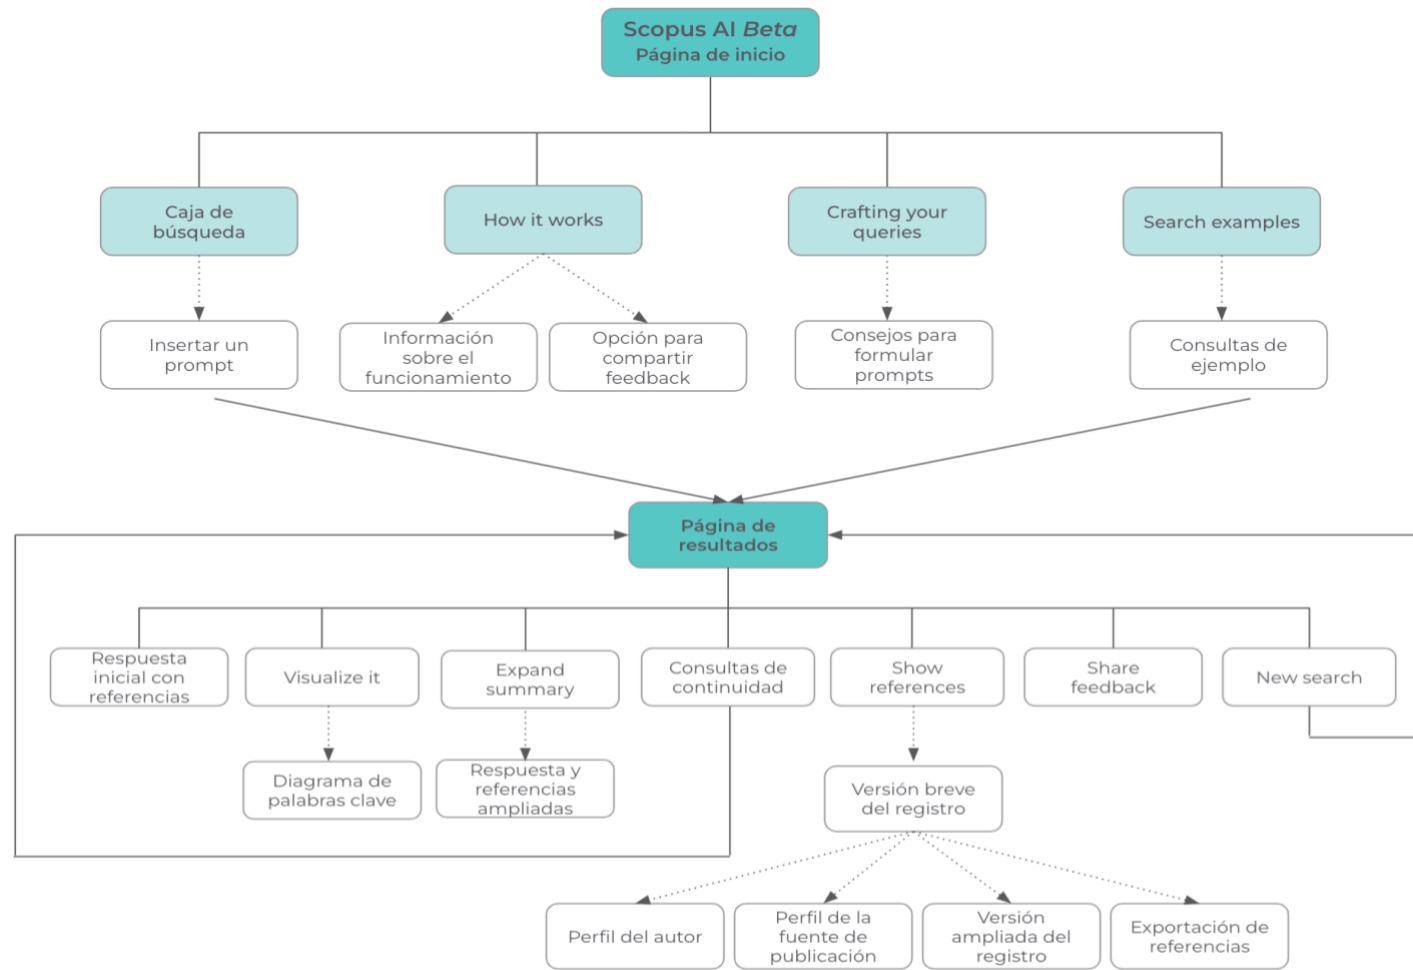 Scopus AI Beta
Página de inicio
Caja de
búsqueda
How it works
Crafting your
queries
Search examples
Insertar un
prompt
Información
sobre el
funcionamiento
Opción para
compartir
feedback
Consejos para
formular
prompts
Consultas de
ejemplo
Página de
resultados
Respuesta
inicial con
referencias
Visualize it
Expand
summary
Consultas de
continuidad
Show
references
Share
feedback
New search
Diagrama de
palabras clave
Respuesta y
referencias
ampliadas
Versión breve
del registro
Perfil del autor
Perfil de la
fuente de
publicación
Versión
ampliada del
registro
Exportación de
referencias